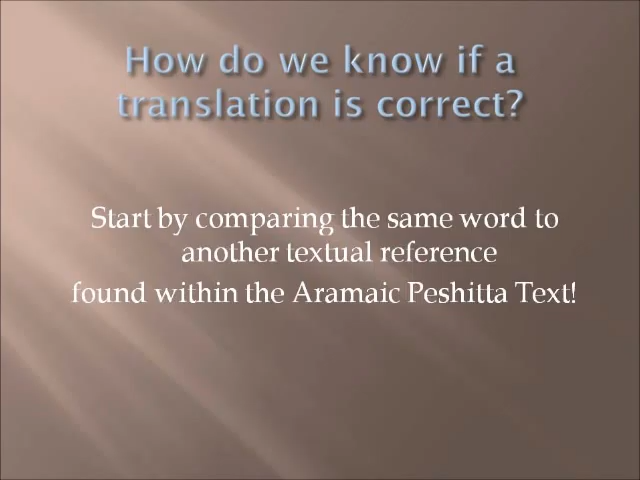 How do we know if a
translation is correct?
Start by comparing the same word to
another textual reference
found within the Aramaic Peshitta Text!